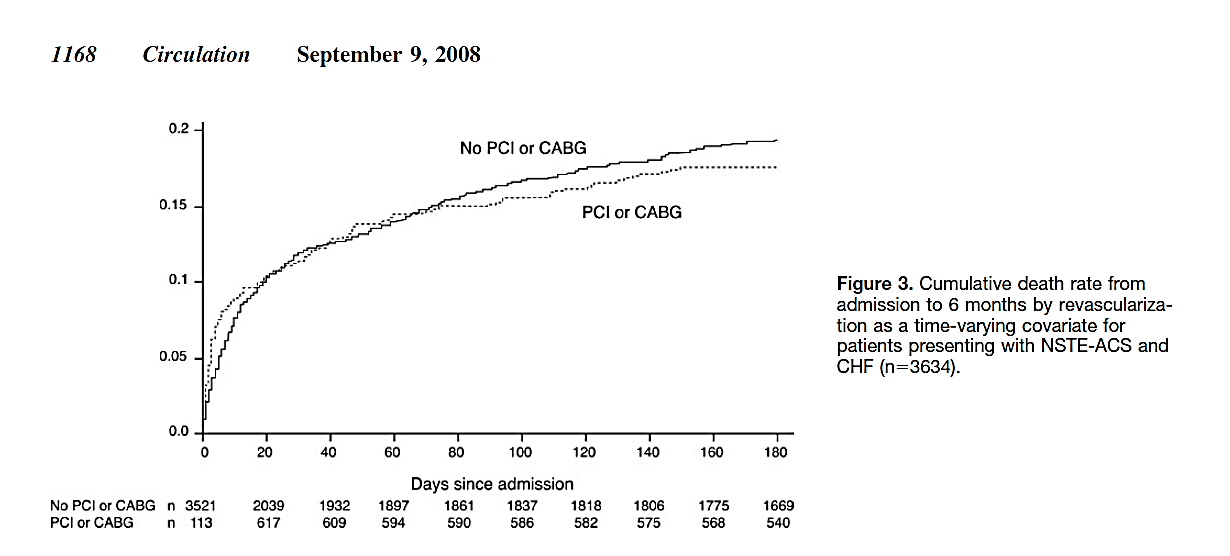 1168 Circulation September 9, 2008
0.2
No PCI or CABG
0.15
PCI or CABG
0.1
0.05
0.0
0 20 40 60 80 100 120 140 160 180
Days since admission
No PCI or CABG n 3521 2039 1932 1897 1861 1837 1818 1806 1775 1669
PCI or CABG n 113 617 609 594 590 586 582 575 568 540
Figure 3. Cumulative death rate from
admission to 6 months by revasculariza-
tion as a time-varying covariate for
patients presenting with NSTE-ACS and
CHF (n=3634).